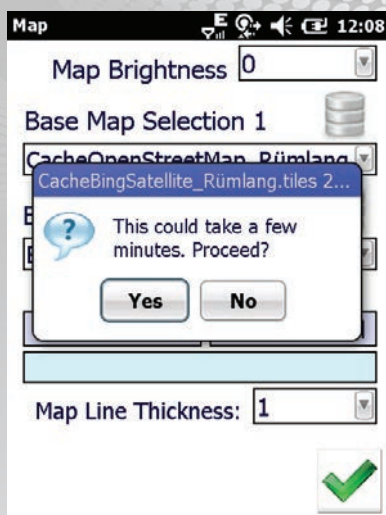 Map
E
12:08
Map Brightness 0
Base Map Selection 1
CacheOpenStreetMap_Rümlang
CacheBingSatellite_Rümlang.tiles 2...
This could take a few
minutes. Proceed?
Yes
No
Map Line Thickness: 1